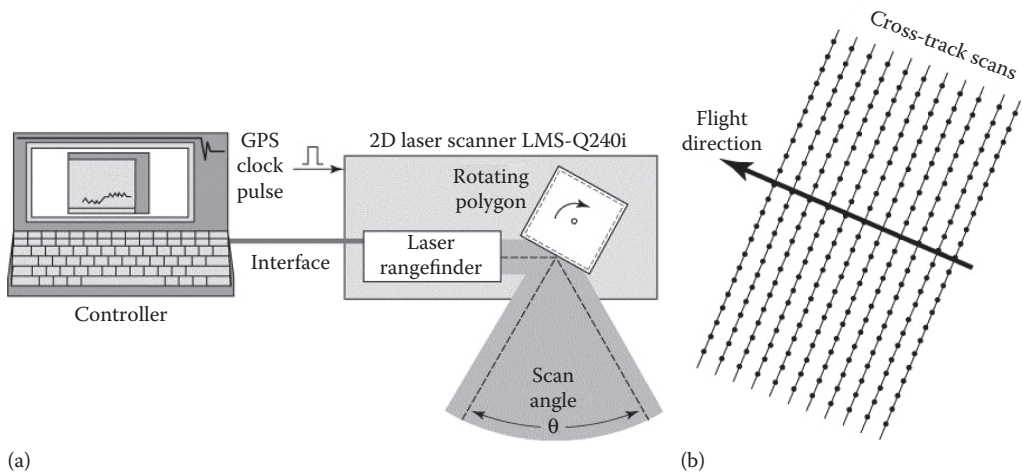 GPS
clock
pulse
2D laser scanner LMS-Q240i
Rotating
polygon
Laser
rangefinder
Interface
Controller
Scan
angle
θ
(a)
Cross-track scans
Flight
direction
(b)